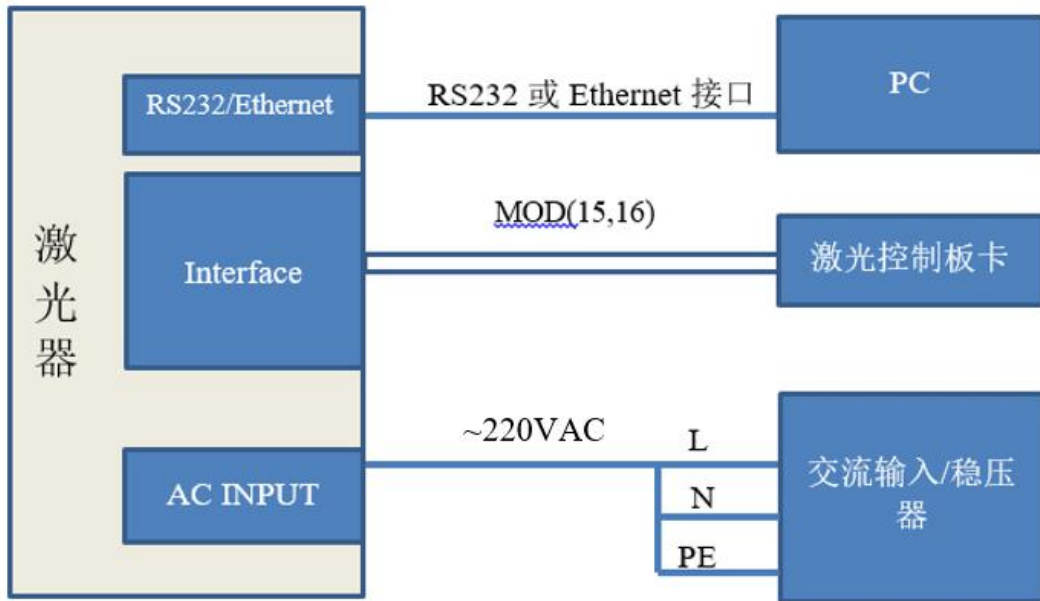 激
光
器
RS232/Ethernet
RS232 或 Ethernet 接口
PC
Interface
MOD(15,16)
激光控制板卡
AC INPUT
~220VAC
L
N
PE
交流输入/稳压
器